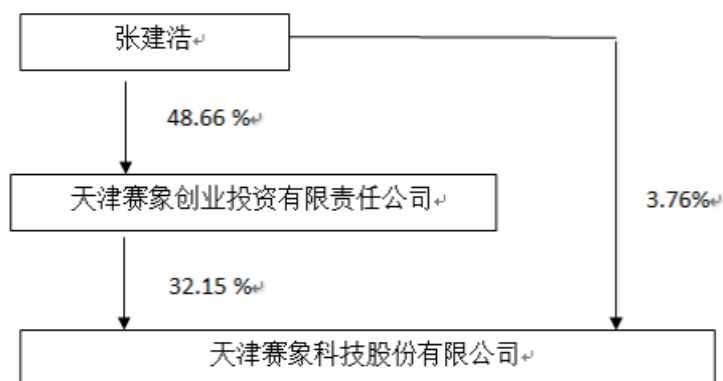 张建浩
48.66 %
天津赛象创业投资有限责任公司
3.76%
32.15 %
天津赛象科技股份有限公司